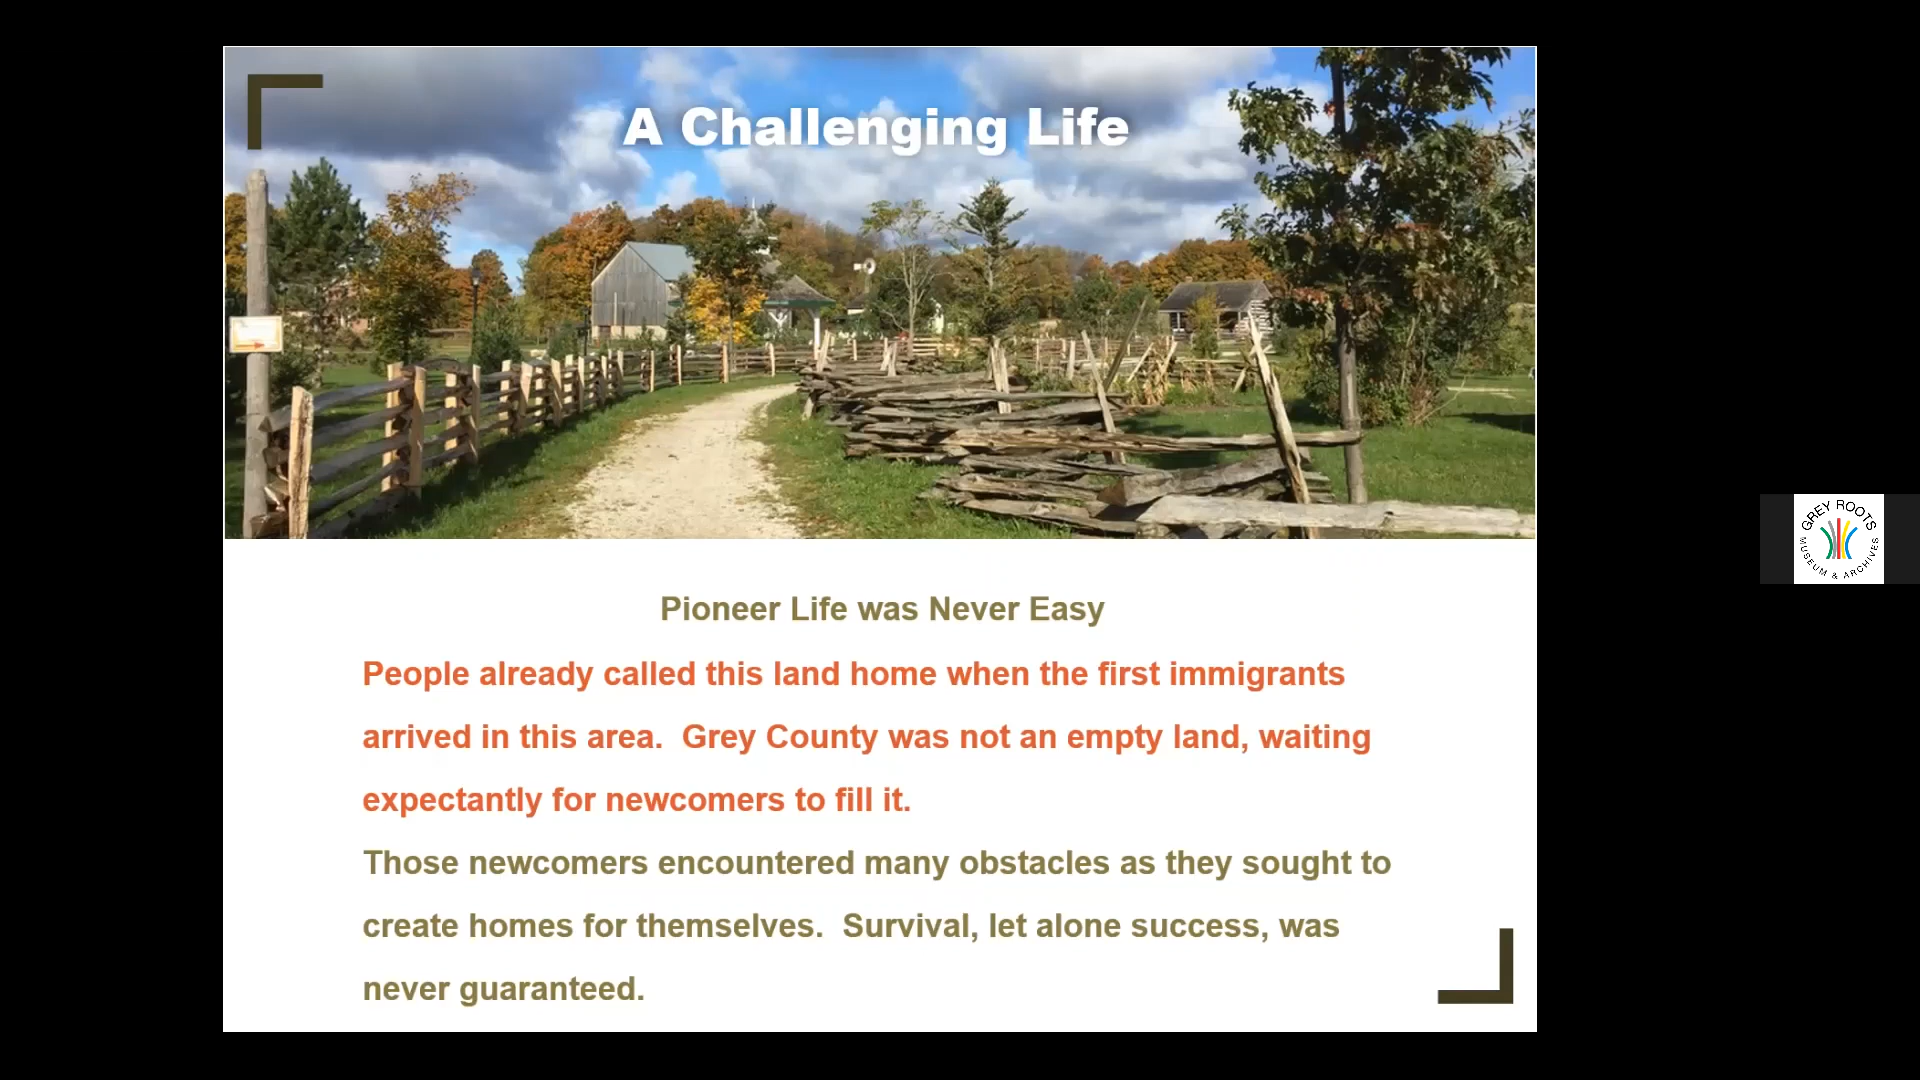 A Challenging Life
GREY ROOTS
MUSEUM & ARCHIVES
Pioneer Life was Never Easy
People already called this land home when the first immigrants
arrived in this area.  Grey County was not an empty land, waiting
expectantly for newcomers to fill it.
Those newcomers encountered many obstacles as they sought to
create homes for themselves.  Survival, let alone success, was
never guaranteed.